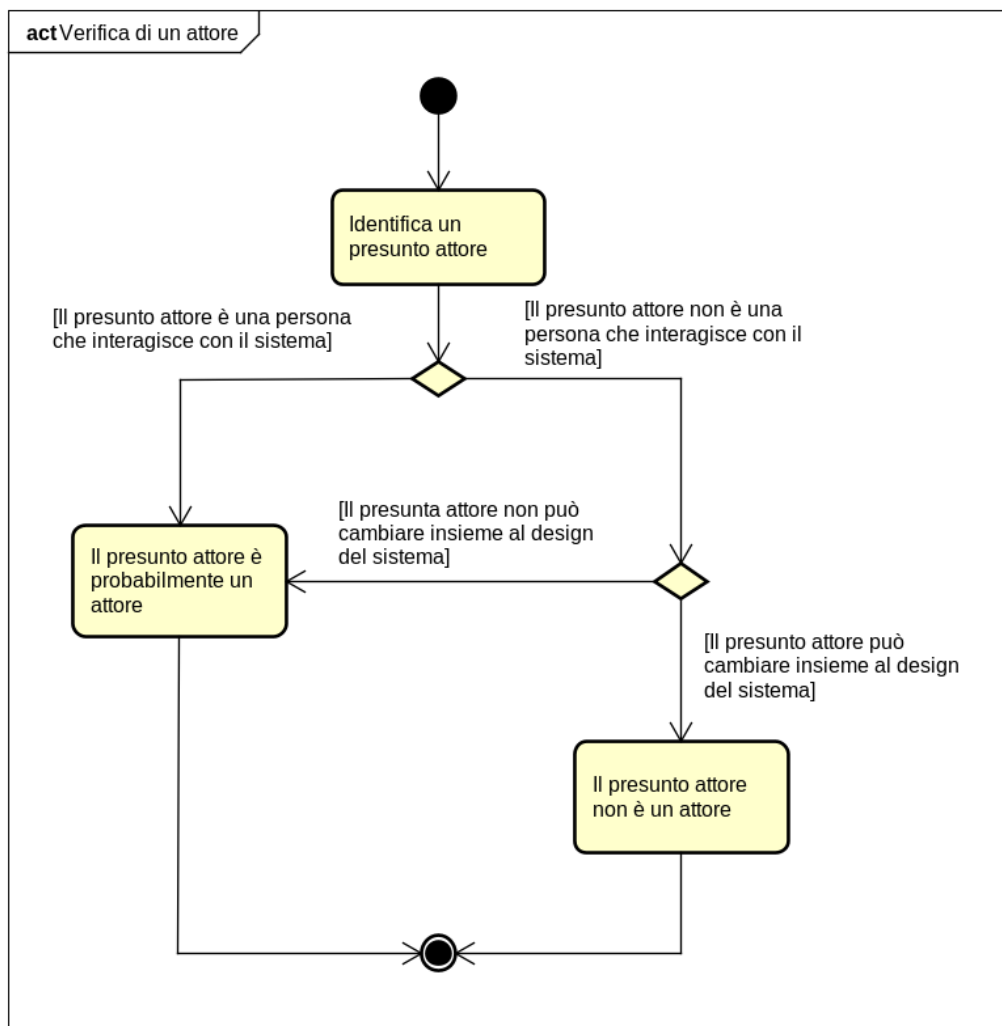 act Verifica di un attore
Identifica un
presunto attore
[Il presunto attore è una persona
che interagisce con il sistema]
[Il presunto attore non è una
persona che interagisce con il
sistema]
[Il presunta attore non può
cambiare insieme al design
del sistema]
Il presunto attore è
probabilmente un
attore
[Il presunto attore può
cambiare insieme al design
del sistema]
Il presunto attore
non è un attore